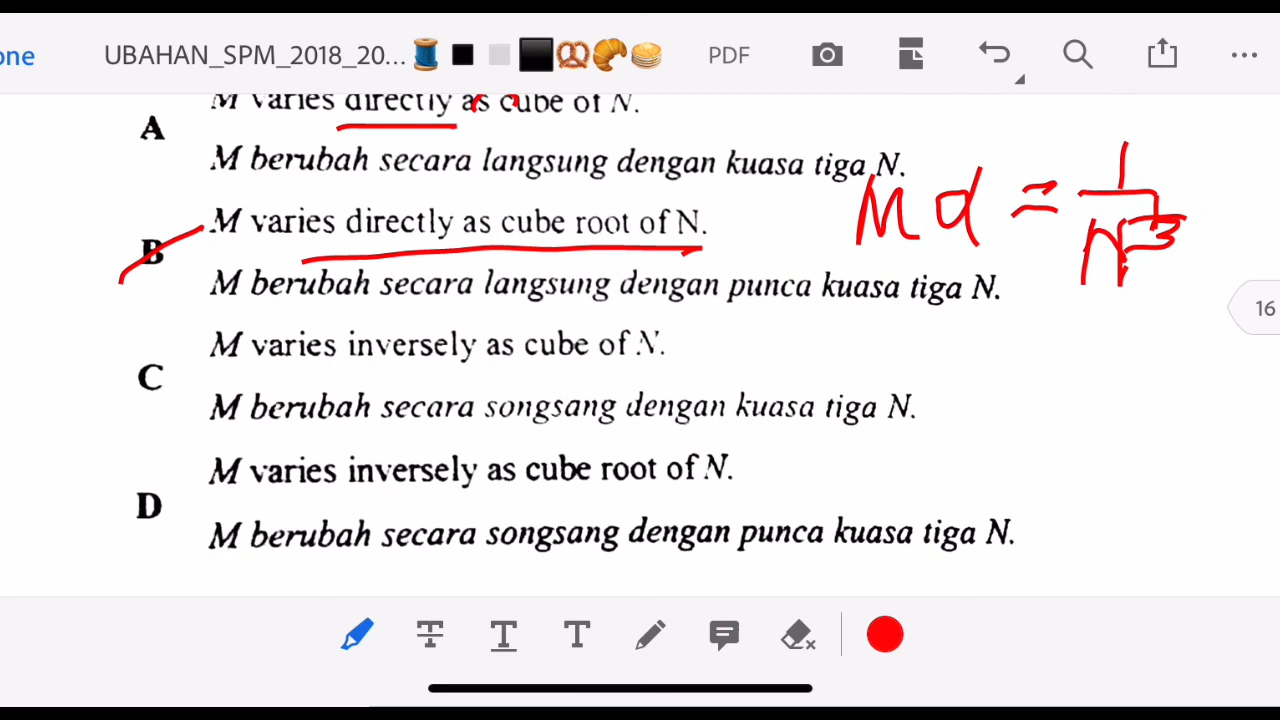 one UBAHAN_SPM_2018_20... PDF
M varies directly as cube of N.
A
M berubah secara langsung dengan kuasa tiga N.
M varies directly as cube root of N.
B
M berubah secara langsung dengan punca kuasa tiga N.
M varies inversely as cube of N.
C
M berubah secara songsang dengan kuasa tiga N.
M varies inversely as cube root of N.
D
M berubah secara songsang dengan punca kuasa tiga N.
16